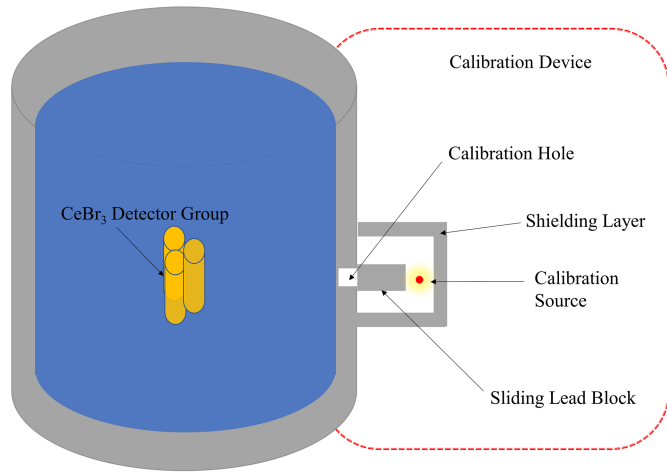 Calibration Device
Calibration Hole
CeBr₃ Detector Group
Shielding Layer
Calibration
Source
Sliding Lead Block